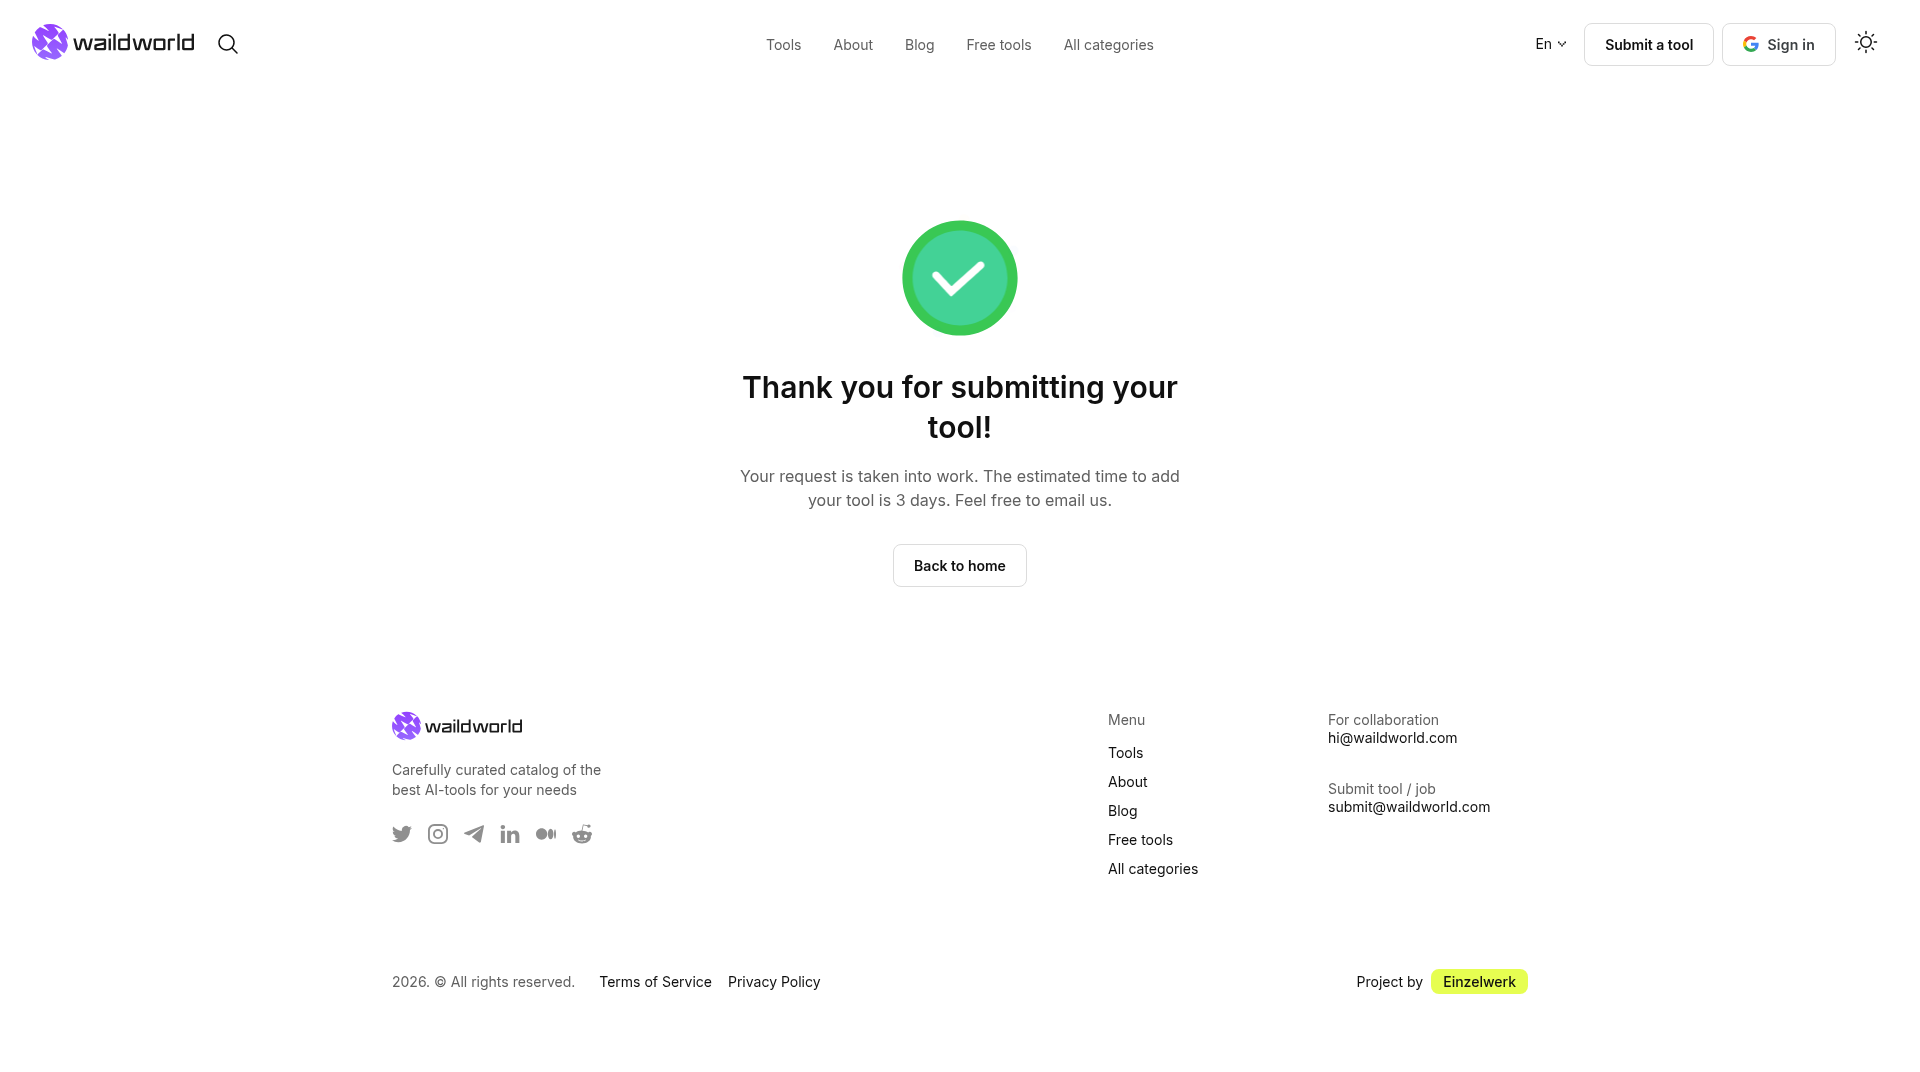 waildworld
Tools
About
Blog
Free tools
All categories
En
Submit a tool
Sign in
Thank you for submitting your
tool!
Your request is taken into work. The estimated time to add
your tool is 3 days. Feel free to email us.
Back to home
waildworld
Carefully curated catalog of the
best AI-tools for your needs
Menu
Tools
About
Blog
Free tools
All categories
For collaboration
hi@waildworld.com
Submit tool / job
submit@waildworld.com
2026. © All rights reserved.
Terms of Service
Privacy Policy
Project by
Einzelwerk